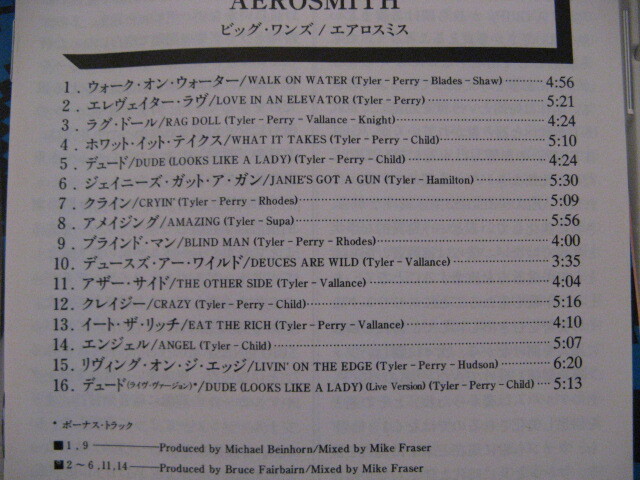 AEROSMITH
ビッグ・ワンズ / エアロスミス
1．ウォーク・オン・ウォーター/WALK ON WATER (Tyler－Perry－Blades－Shaw) ………… 4:56
2．エレヴェイター・ラヴ/LOVE IN AN ELEVATOR (Tyler－Perry) ………… 5:21
3．ラグ・ドール/RAG DOLL (Tyler－Perry－Vallance－Knight) ………… 4:24
4．ホワット・イット・テイクス/WHAT IT TAKES (Tyler－Perry－Child) ………… 5:10
5．デュード/DUDE (LOOKS LIKE A LADY) (Tyler－Perry－Child) ………… 4:24
6．ジェイニーズ・ガット・ア・ガン/JANIE'S GOT A GUN (Tyler－Hamilton) ………… 5:30
7．クライン/CRYIN' (Tyler－Perry－Rhodes) ………… 5:09
8．アメイジング/AMAZING (Tyler－Supa) ………… 5:56
9．ブラインド・マン/BLIND MAN (Tyler－Perry－Rhodes) ………… 4:00
10．デュースズ・アー・ワイルド/DEUCES ARE WILD (Tyler－Vallance) ………… 3:35
11．アザー・サイド/THE OTHER SIDE (Tyler－Vallance) ………… 4:04
12．クレイジー/CRAZY (Tyler－Perry－Child) ………… 5:16
13．イート・ザ・リッチ/EAT THE RICH (Tyler－Perry－Vallance) ………… 4:10
14．エンジェル/ANGEL (Tyler－Child) ………… 5:07
15．リヴィング・オン・ジ・エッジ/LIVIN' ON THE EDGE (Tyler－Perry－Hudson) ………… 6:20
16．デュード(ライヴ・ヴァージョン)*/DUDE (LOOKS LIKE A LADY) (Live Version) (Tyler－Perry－Child) … 5:13
* ボーナス・トラック
■1, 9 ――― Produced by Michael Beinhorn/Mixed by Mike Fraser
■2～6, 11, 14 ――― Produced by Bruce Fairbairn/Mixed by Mike Fraser